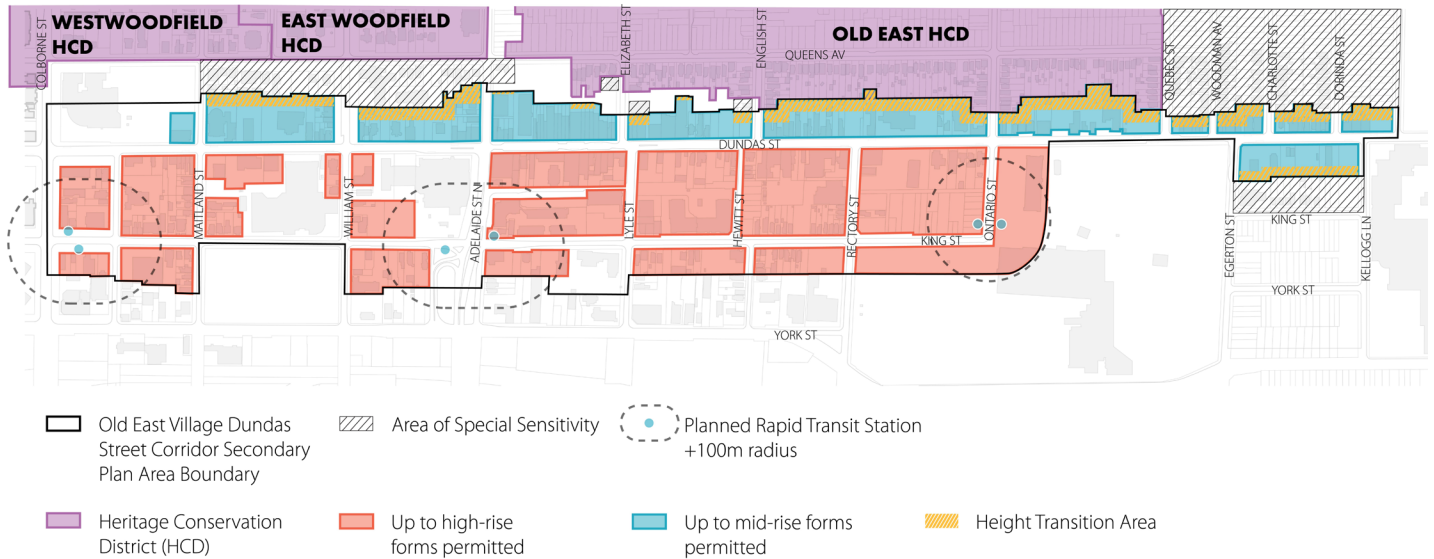 WESTWOODFIELD
HCD
EAST WOODFIELD
HCD
OLD EAST HCD
COLBORNE ST
ELIZABETH ST
ENGLISH ST
QUEENS AV
QUEBEC ST
WOODMAN AV
CHARLOTTE ST
DORINDA ST
DUNDAS ST
MAITLAND ST
WILLIAM ST
ADELAIDE ST N
LYLE ST
HEWITT ST
RECTORY ST
KING ST
ONTARIO ST
EGERTON ST
KING ST
KELLOGG LN
YORK ST
YORK ST
Old East Village Dundas
Street Corridor Secondary
Plan Area Boundary
Area of Special Sensitivity
Planned Rapid Transit Station
+100m radius
Heritage Conservation
District (HCD)
Up to high-rise
forms permitted
Up to mid-rise forms
permitted
Height Transition Area